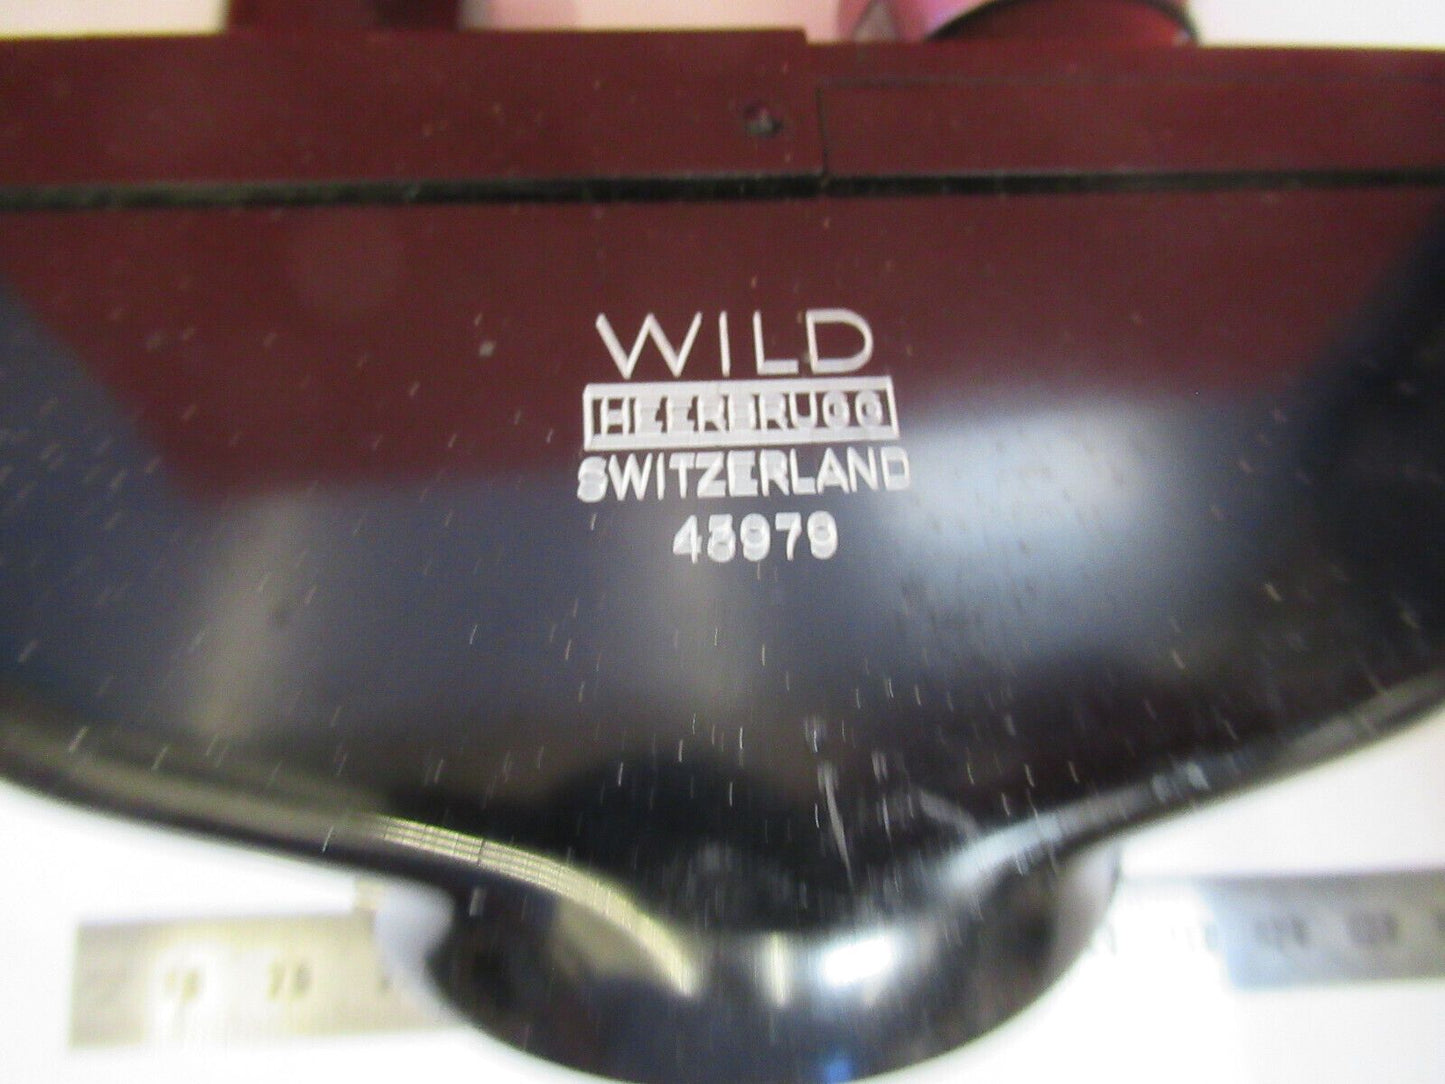 WILD
HEERBRUGG
SWITZERLAND
43979